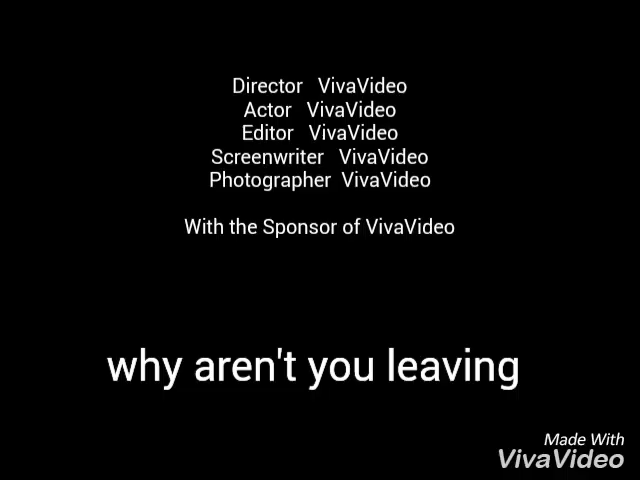 Director VivaVideo
Actor VivaVideo
Editor VivaVideo
Screenwriter VivaVideo
Photographer VivaVideo
With the Sponsor of VivaVideo
why aren't you leaving
Made With
VivaVideo